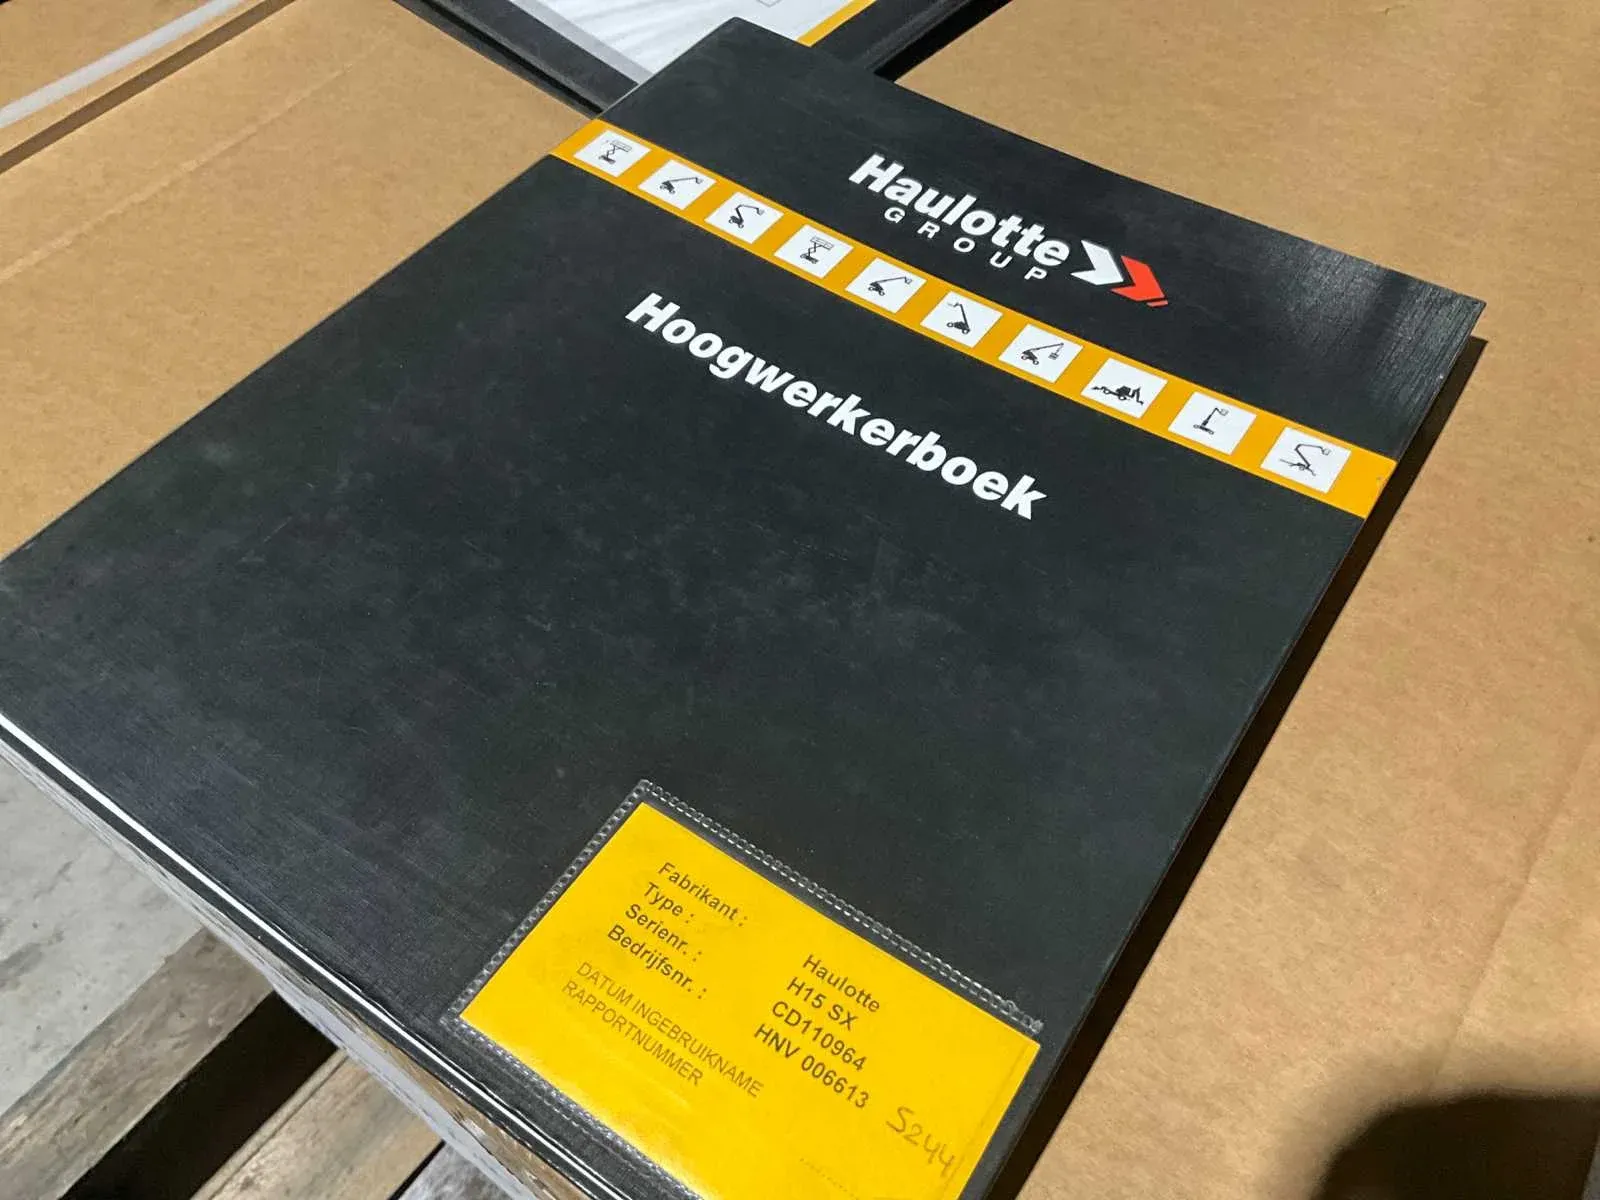 Haulotte
GROUP
Hoogwerkerboek
Fabrikant : Haulotte
Type : H15 SX
Serienr. : CD110964
Bedrijfsnr. : HNV 006613
DATUM INGEBRUIKNAME
RAPPORTNUMMER
S244